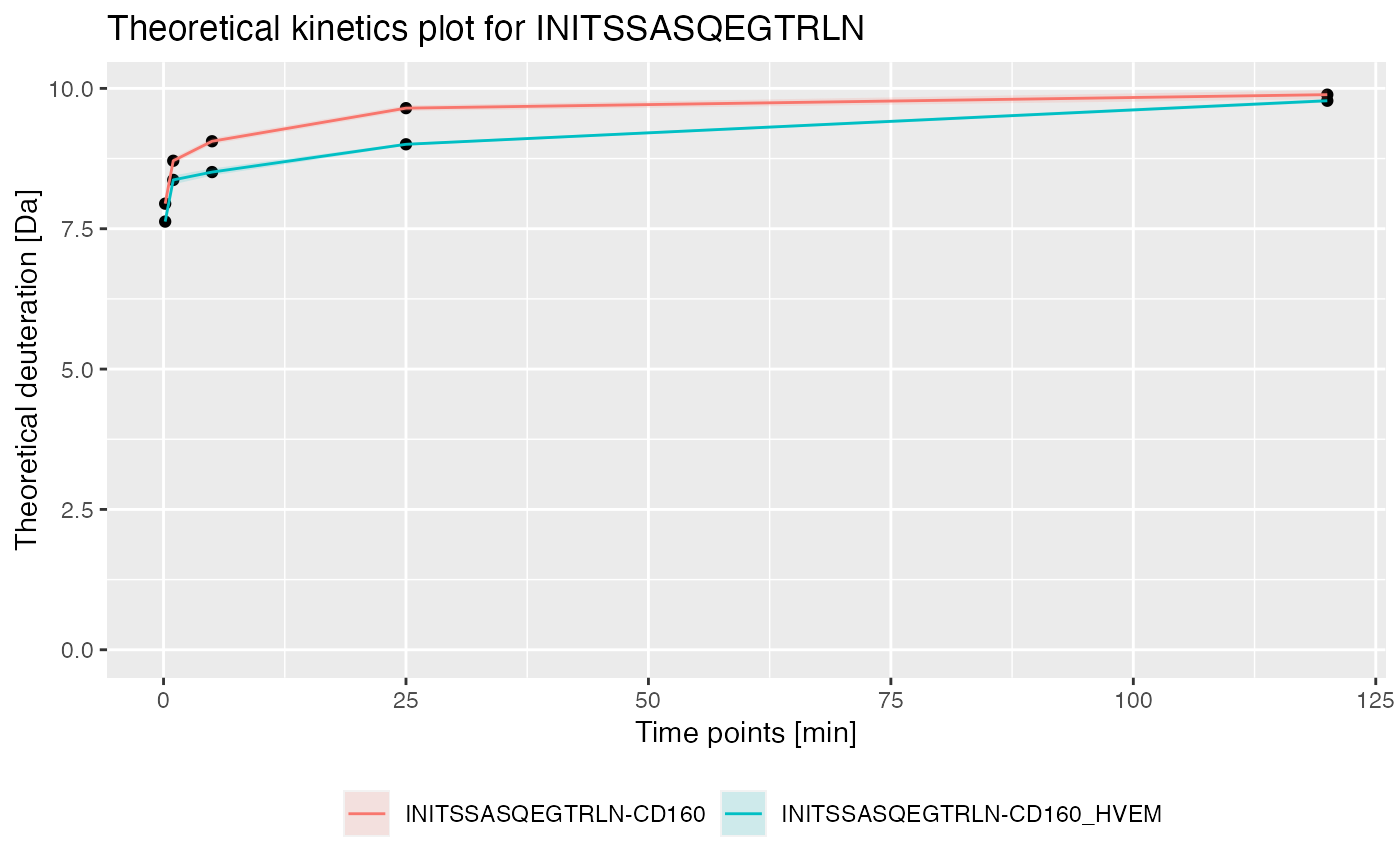 Theoretical kinetics plot for INITSSASQEGTRLN
10.0
7.5
5.0
2.5
0.0
Theoretical deuteration [Da]
0 25 50 75 100 125
Time points [min]
INITSSASQEGTRLN-CD160 INITSSASQEGTRLN-CD160_HVEM